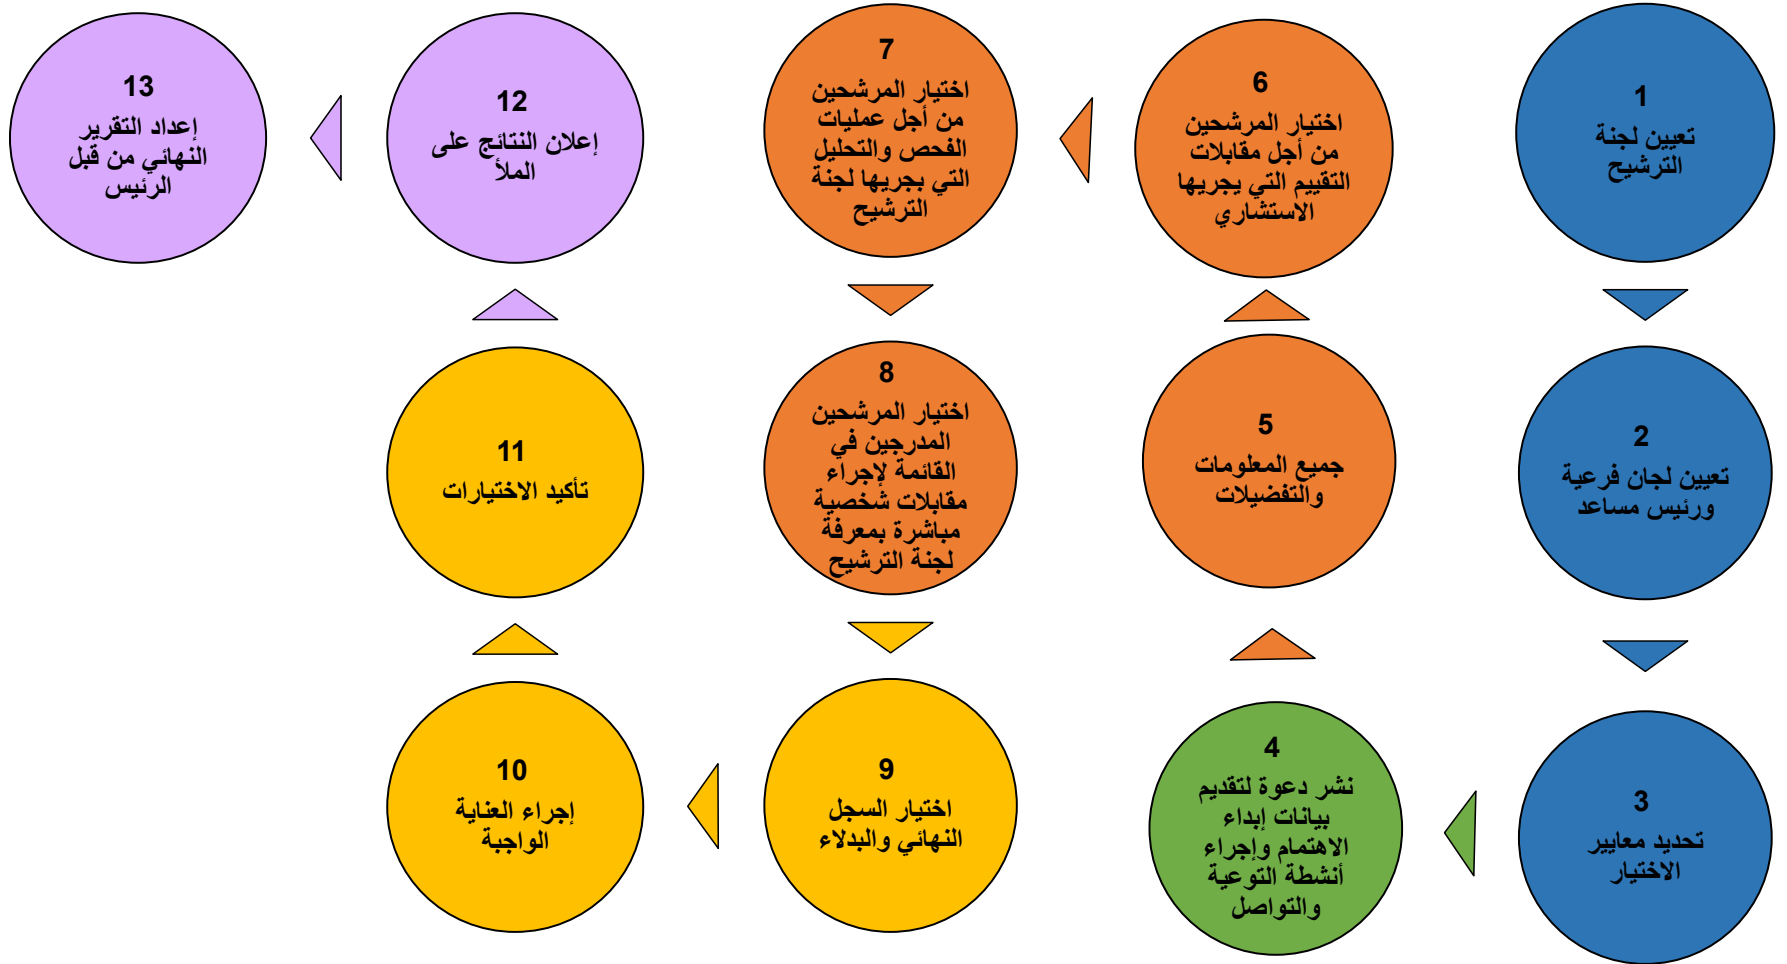 1
تعيين لجنة
الترشيح
2
تعيين لجان فرعية
ورئيس مساعد
3
تحديد معايير
الاختيار
4
نشر دعوة لتقديم
بيانات إبداء
الاهتمام وإجراء
أنشطة التوعية
والتواصل
5
جميع المعلومات
والتفضيلات
6
اختيار المرشحين
من أجل مقابلات
التقييم التي يجريها
الاستشاري
7
اختيار المرشحين
من أجل عمليات
الفحص والتحليل
التي بجريها لجنة
الترشيح
8
اختيار المرشحين
المدرجين في
القائمة لإجراء
مقابلات شخصية
مباشرة بمعرفة
لجنة الترشيح
9
اختيار السجل
النهائي والبدلاء
10
إجراء العناية
الواجبة
11
تأكيد الاختيارات
12
إعلان النتائج على
الملأ
13
إعداد التقرير
النهائي من قبل
الرئيس